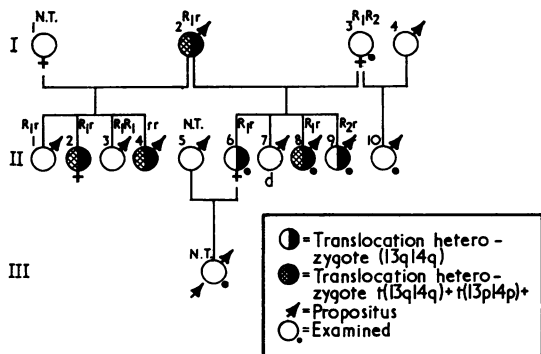 N.T. R₁r R₁R₂
I 1 2 3 4
R₁r R₁r R₁R₁ rr N.T. R₁r R₁r R₂r
II 1 2 3 4 5 6 7 8 9 10
d
N.T.
III
=Translocation hetero-
zygote (13q14q)
=Translocation hetero-
zygote t(13q14q)+ t(13p14p)+
=Propositus
=Examined